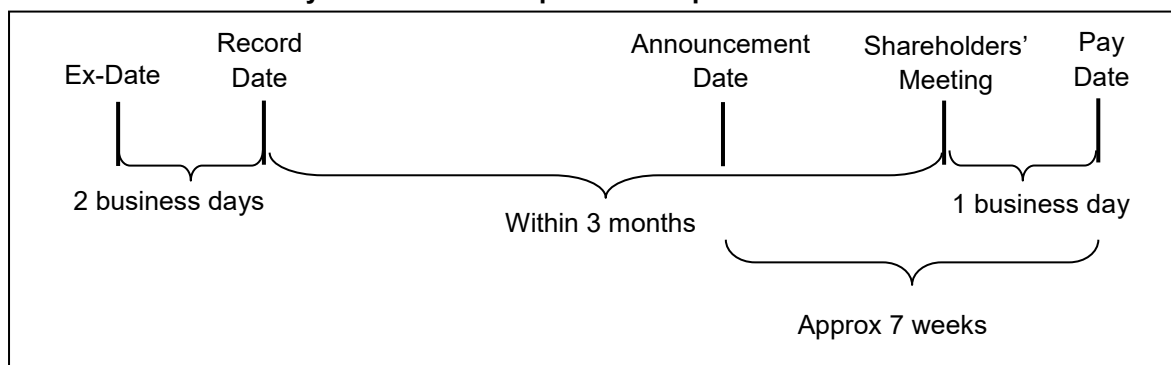 Ex-Date
Record
Date
Announcement
Date
Shareholders’
Meeting
Pay
Date
2 business days
Within 3 months
1 business day
Approx 7 weeks